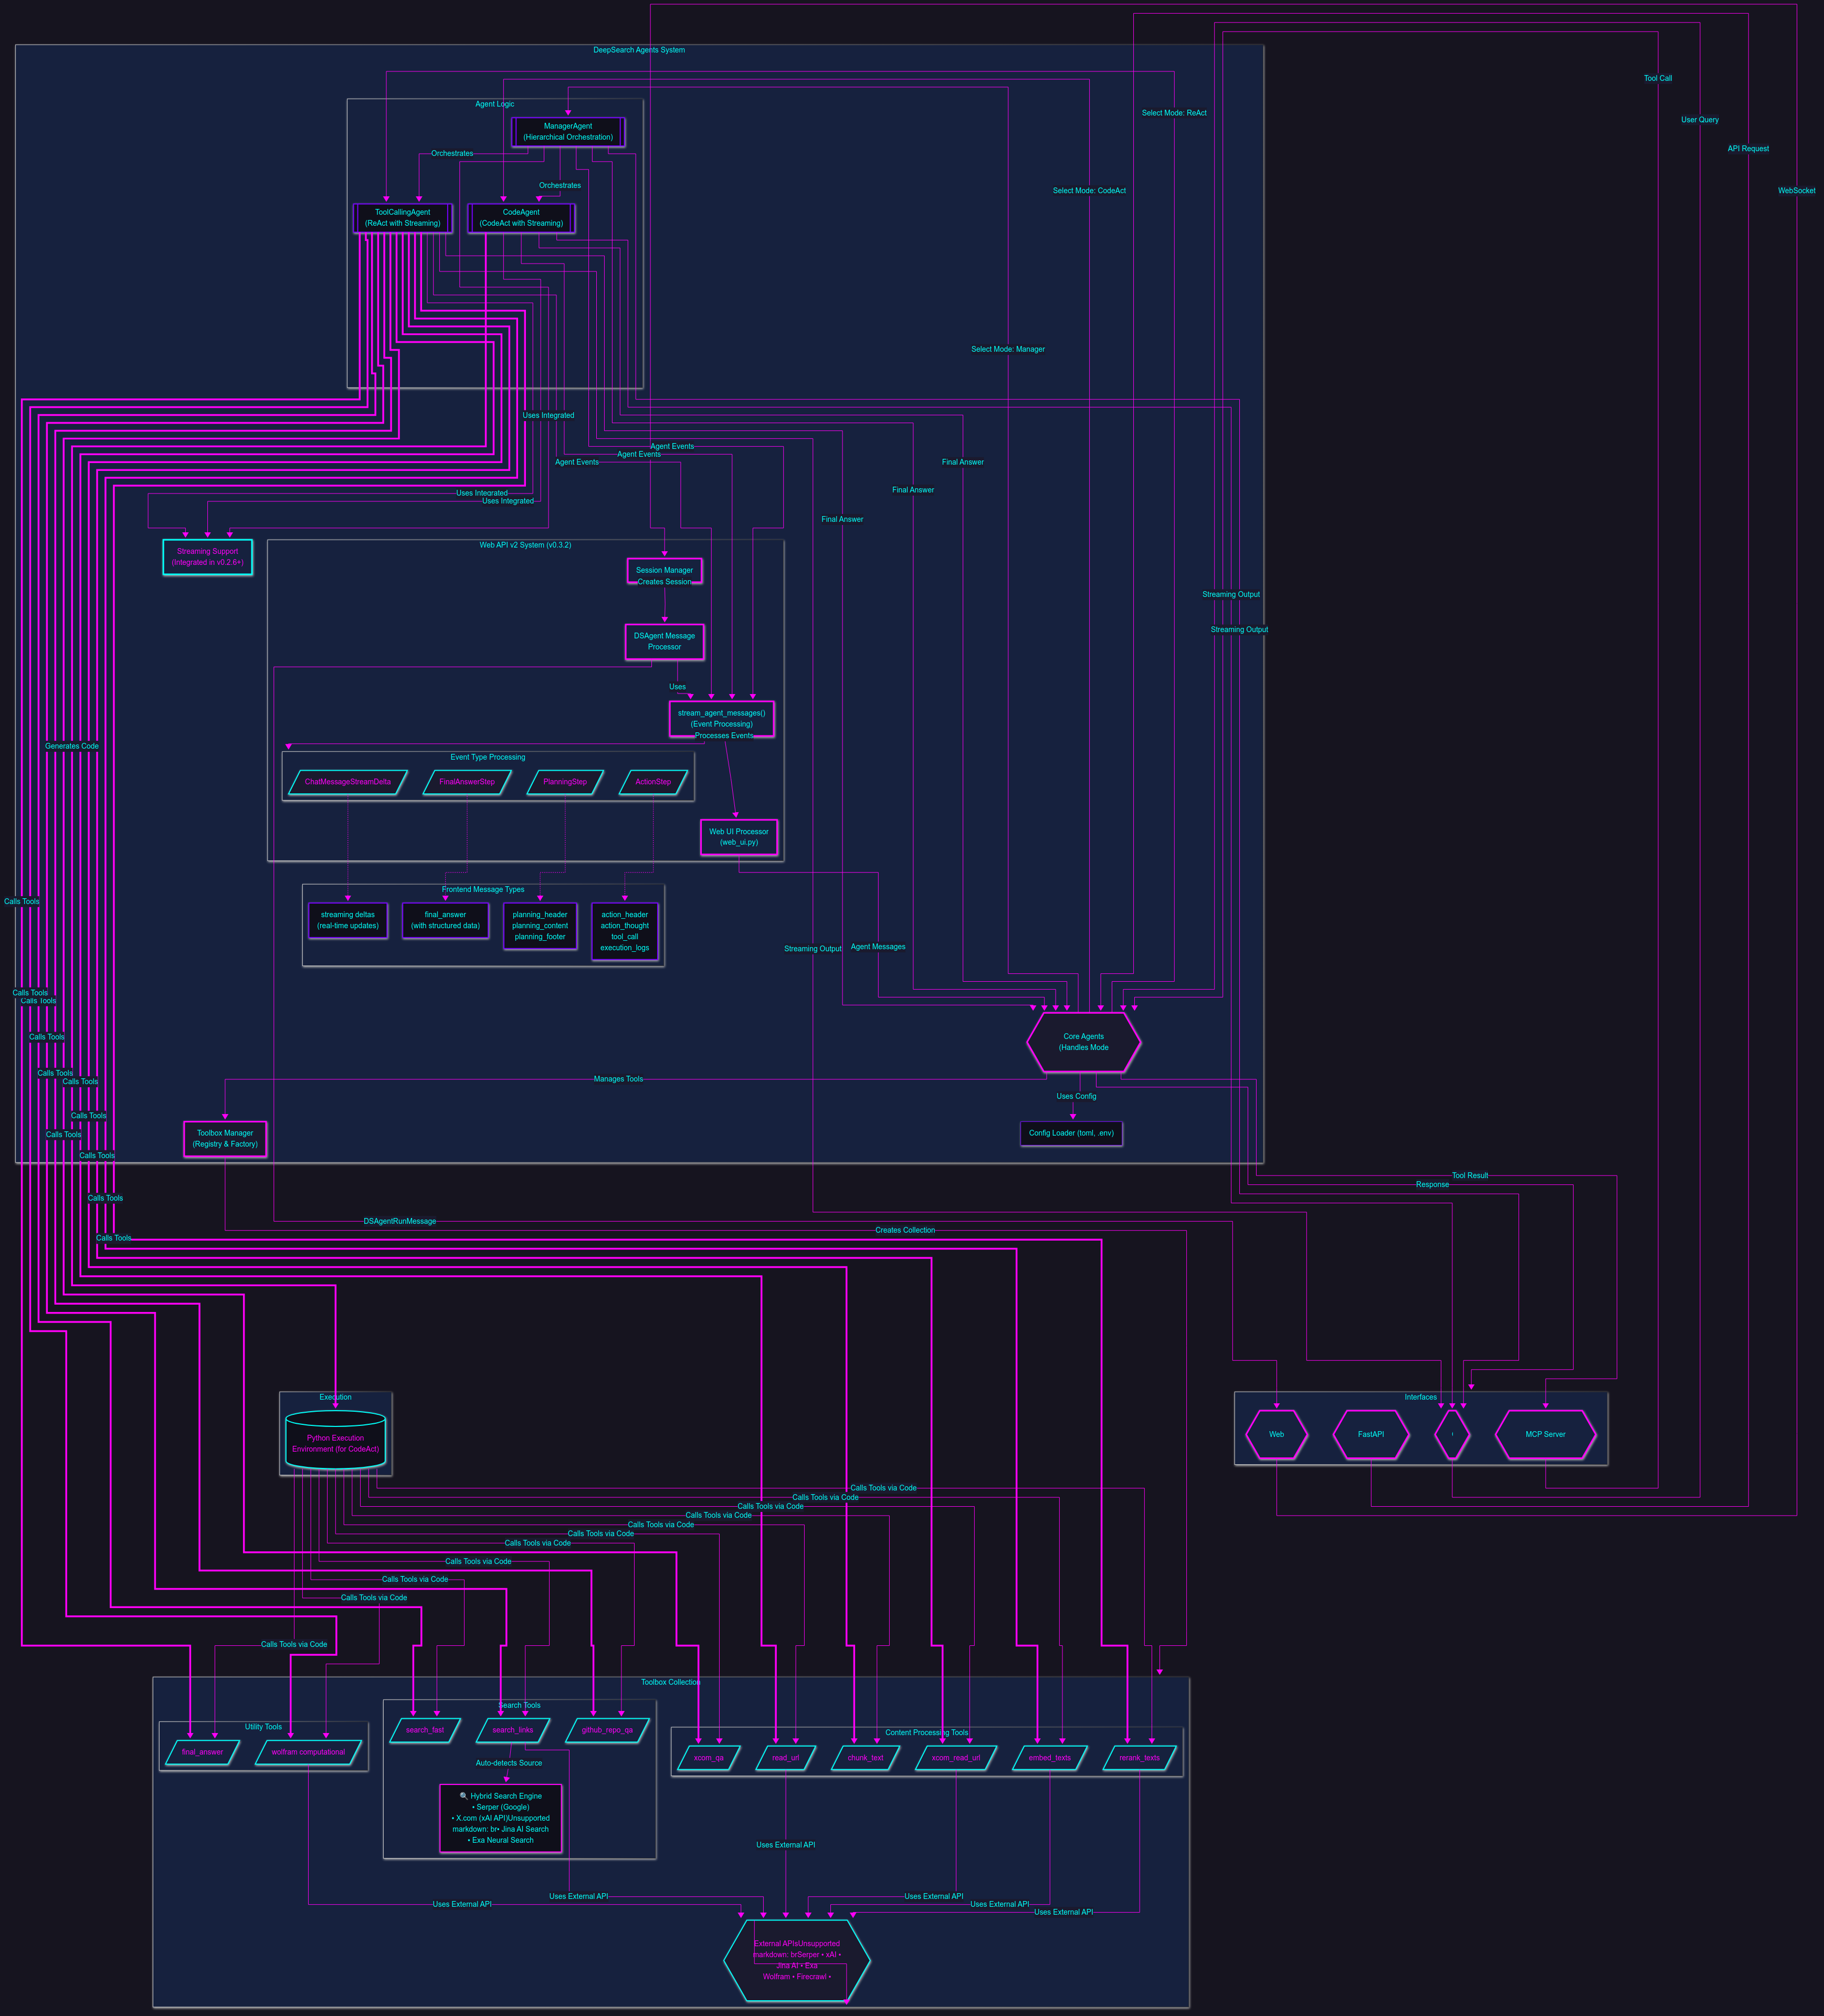 DeepSearch Agents System
Tool Call
Agent Logic
Select Mode: ReAct
User Query
ManagerAgent
(Hierarchical Orchestration)
API Request
Orchestrates
Orchestrates
Select Mode: CodeAct
WebSocket
ToolCallingAgent
(ReAct with Streaming)
CodeAgent
(CodeAct with Streaming)
Select Mode: Manager
Uses Integrated
Agent Events
Agent Events
Agent Events
Final Answer
Final Answer
Final Answer
Uses Integrated
Uses Integrated
Streaming Support
(Integrated in v0.2.6+)
Web API v2 System (v0.3.2)
Session Manager
Creates Session
Streaming Output
Streaming Output
DSAgent Message
Processor
Uses
stream_agent_messages()
(Event Processing)
Processes Events
Generates Code
Event Type Processing
ChatMessageStreamDelta
FinalAnswerStep
PlanningStep
ActionStep
Web UI Processor
(web_ui.py)
Frontend Message Types
streaming deltas
(real-time updates)
final_answer
(with structured data)
planning_header
planning_content
planning_footer
action_header
action_thought
tool_call
execution_logs
Calls Tools
Streaming Output
Agent Messages
Calls Tools
Calls Tools
Calls Tools
Core Agents
(Handles Mode
Calls Tools
Calls Tools
Manages Tools
Uses Config
Calls Tools
Calls Tools
Toolbox Manager
(Registry & Factory)
Config Loader (toml, .env)
Calls Tools
Tool Result
Response
Calls Tools
DSAgentRunMessage
Creates Collection
Calls Tools
Execution
Interfaces
Python Execution
Environment (for CodeAct)
Web
FastAPI
MCP Server
Calls Tools via Code
Calls Tools via Code
Calls Tools via Code
Calls Tools via Code
Calls Tools via Code
Calls Tools via Code
Calls Tools via Code
Calls Tools via Code
Calls Tools via Code
Calls Tools via Code
Calls Tools via Code
Toolbox Collection
Utility Tools
final_answer
wolfram computational
Search Tools
search_fast
search_links
github_repo_qa
Content Processing Tools
xcom_qa
read_url
chunk_text
xcom_read_url
embed_texts
rerank_texts
Auto-detects Source
🔍 Hybrid Search Engine
• Serper (Google)
• X.com (xAI API)Unsupported
markdown: br• Jina AI Search
• Exa Neural Search
Uses External API
Uses External API
Uses External API
Uses External API
Uses External API
Uses External API
External APIsUnsupported
markdown: brSerper • xAI •
Jina AI • Exa
Wolfram • Firecrawl •